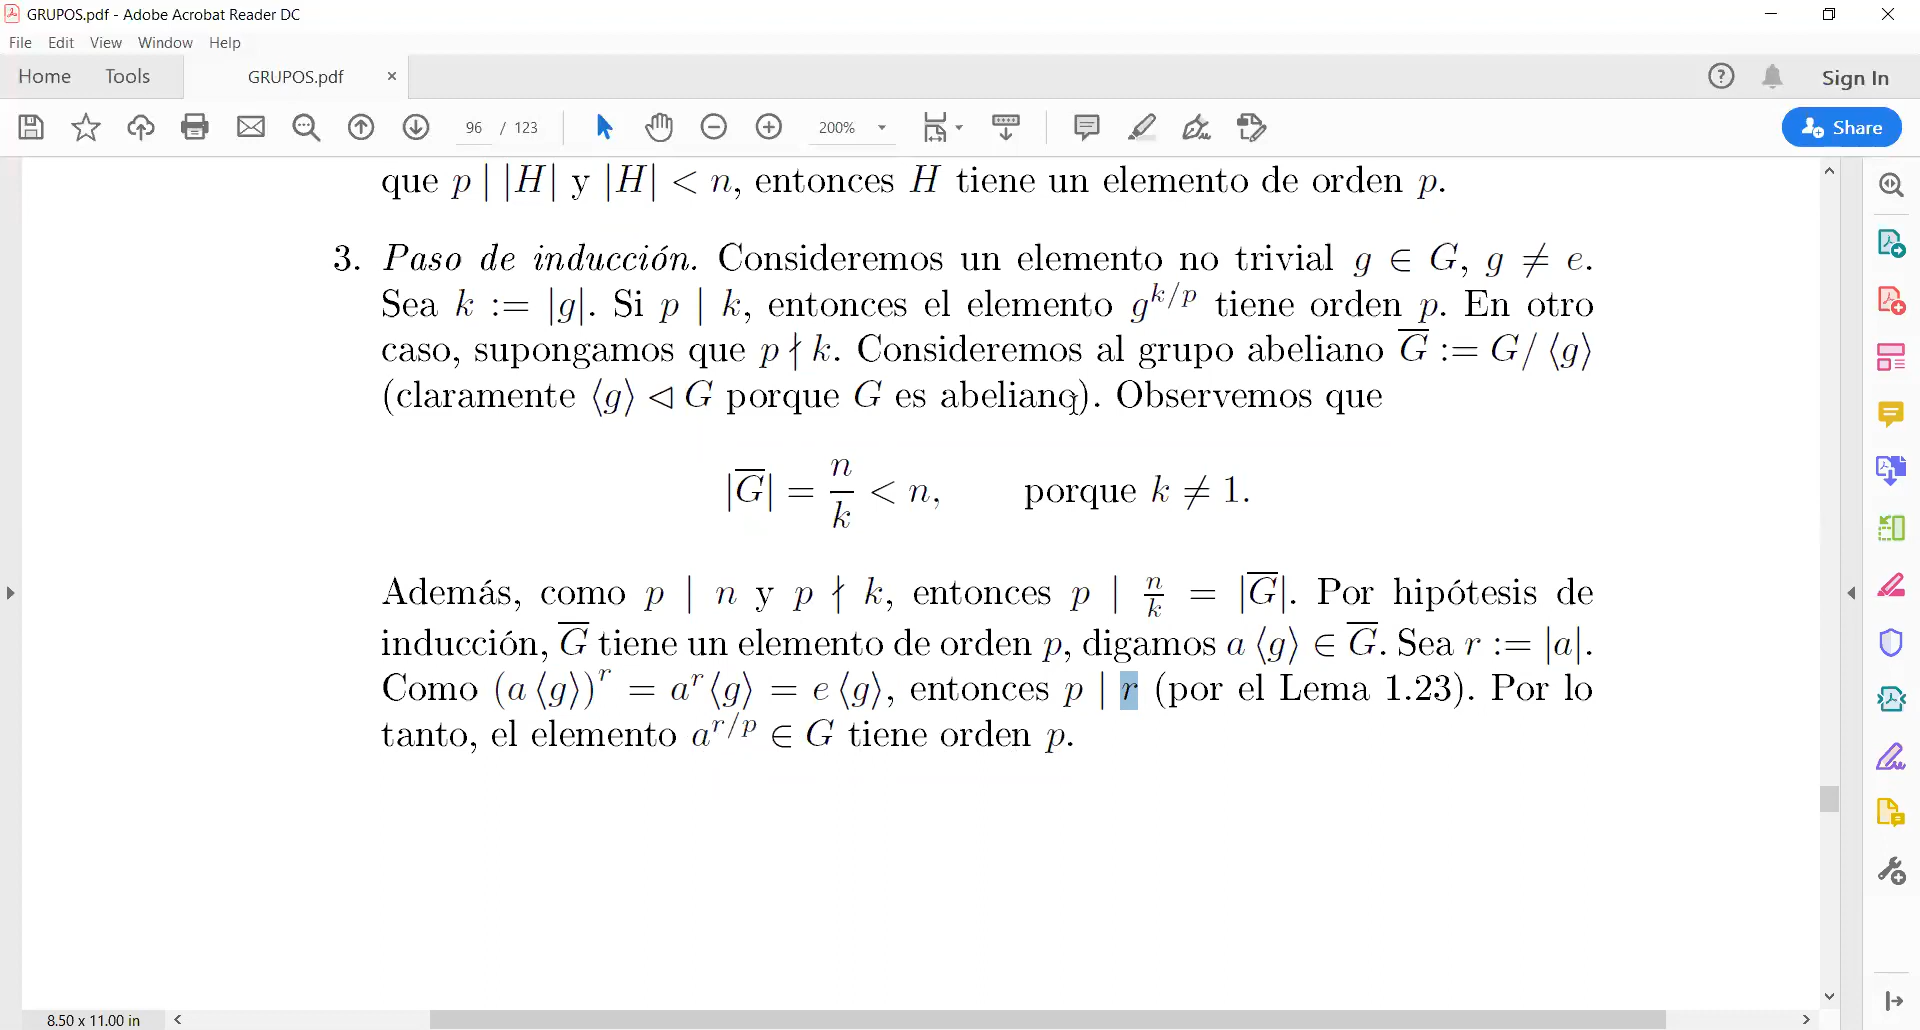 GRUPOS.pdf - Adobe Acrobat Reader DC
File Edit View Window Help
Home Tools GRUPOS.pdf × Sign In
96 / 123 200% Share
que p | |H| y |H| < n, entonces H tiene un elemento de orden p.
3. Paso de inducción. Consideremos un elemento no trivial g ∈ G, g ≠ e.
Sea k := |g|. Si p | k, entonces el elemento g^{k/p} tiene orden p. En otro
caso, supongamos que p ∤ k. Consideremos al grupo abeliano G̅ := G/ ⟨g⟩
(claramente ⟨g⟩ ◁ G porque G es abeliano). Observemos que
|G̅| = n/k < n, porque k ≠ 1.
Además, como p | n y p ∤ k, entonces p | n/k = |G̅|. Por hipótesis de
inducción, G̅ tiene un elemento de orden p, digamos a ⟨g⟩ ∈ G̅. Sea r := |a|.
Como (a ⟨g⟩)^r = a^r ⟨g⟩ = e ⟨g⟩, entonces p | r (por el Lema 1.23). Por lo
tanto, el elemento a^{r/p} ∈ G tiene orden p.
8.50 x 11.00 in